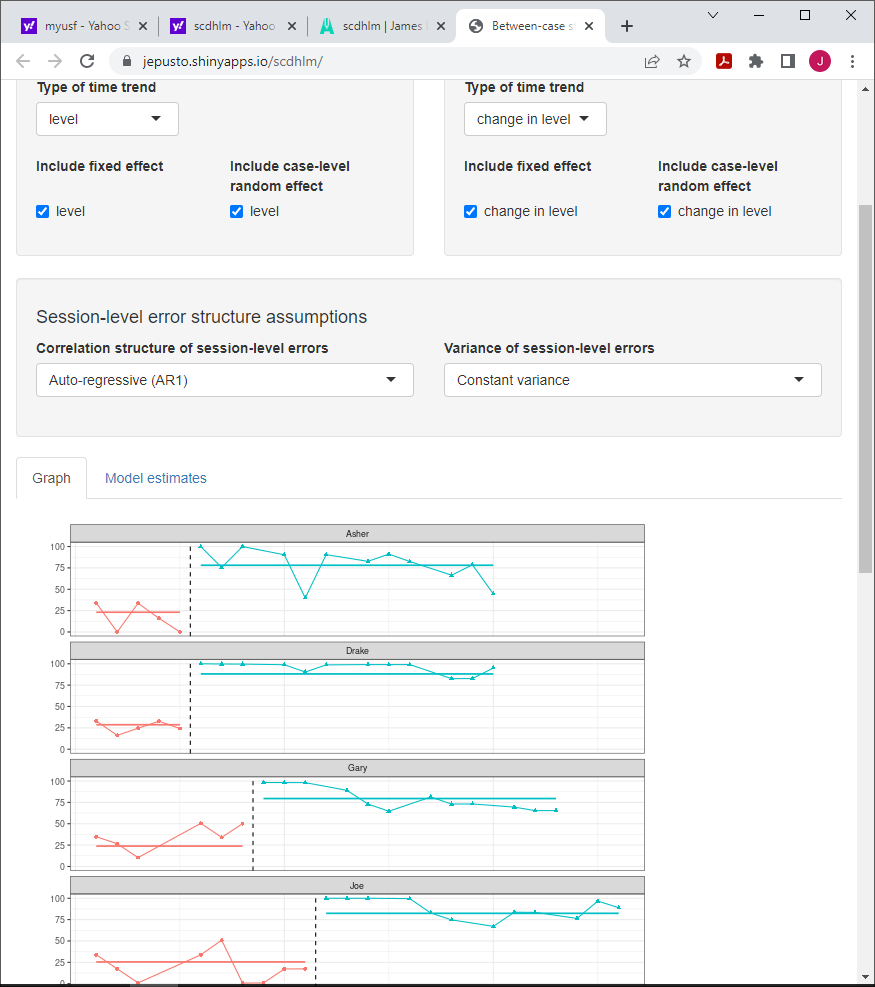 myusf - Yahoo S
scdhlm - Yahoo
scdhlm | James
Between-case s
jepusto.shinyapps.io/scdhlm/
J
Type of time trend
Type of time trend
level
change in level
Include fixed effect
Include case-level
random effect
Include fixed effect
Include case-level
random effect
level
level
change in level
change in level
Session-level error structure assumptions
Correlation structure of session-level errors
Variance of session-level errors
Auto-regressive (AR1)
Constant variance
Graph
Model estimates
Asher
100
75
50
25
0
Drake
100
75
50
25
0
Gary
100
75
50
25
0
Joe
100
75
50
25
0